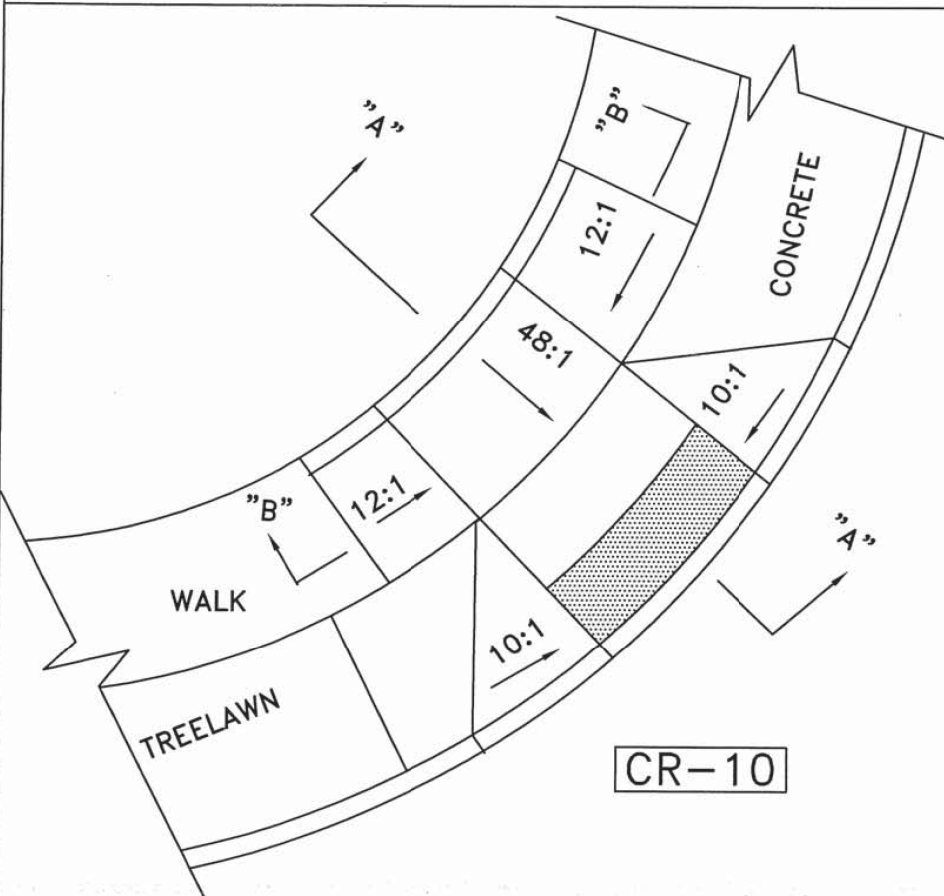 "A"
"B"
CONCRETE
12:1
48:1
10:1
12:1
"B"
"A"
WALK
10:1
TREELAWN
CR-10